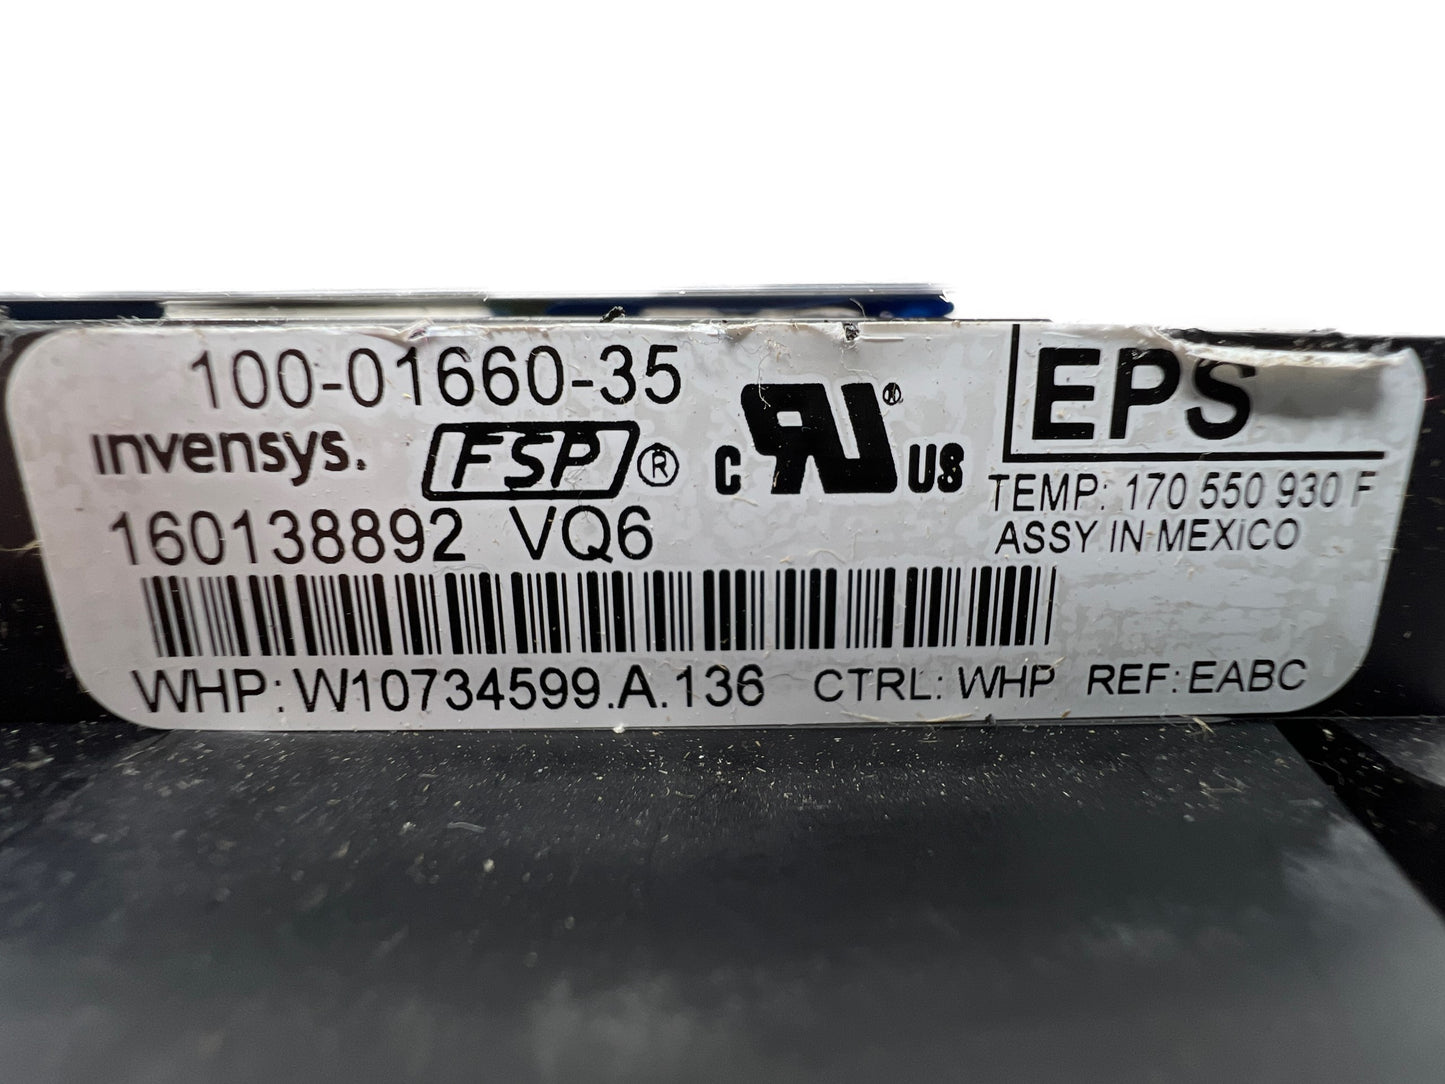 100-01660-35
invensys.
FSP®
c RU® US
EPS
TEMP: 170 550 930 F
ASSY IN MEXICO
160138892 VQ6
WHP:W10734599.A.136 CTRL: WHP REF:EABC